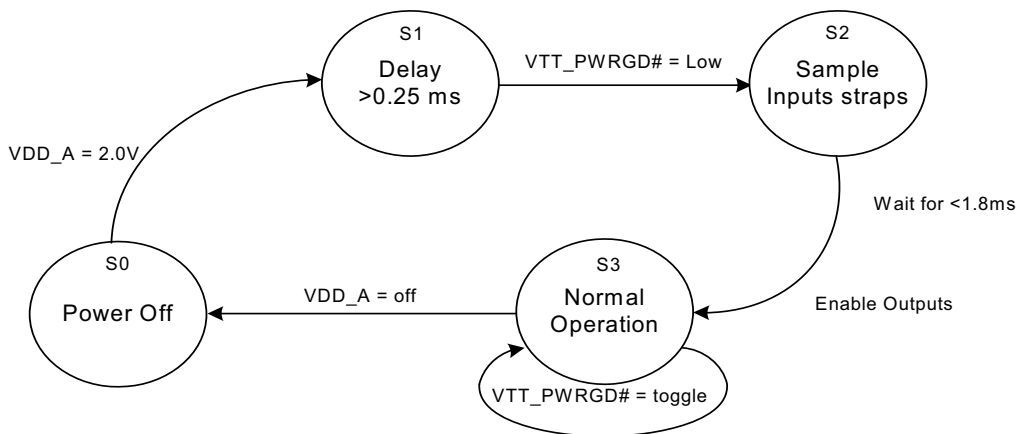 S1
Delay
>0.25 ms
VTT_PWRGD# = Low
S2
Sample
Inputs straps
VDD_A = 2.0V
Wait for <1.8ms
S0
Power Off
VDD_A = off
S3
Normal
Operation
Enable Outputs
VTT_PWRGD# = toggle